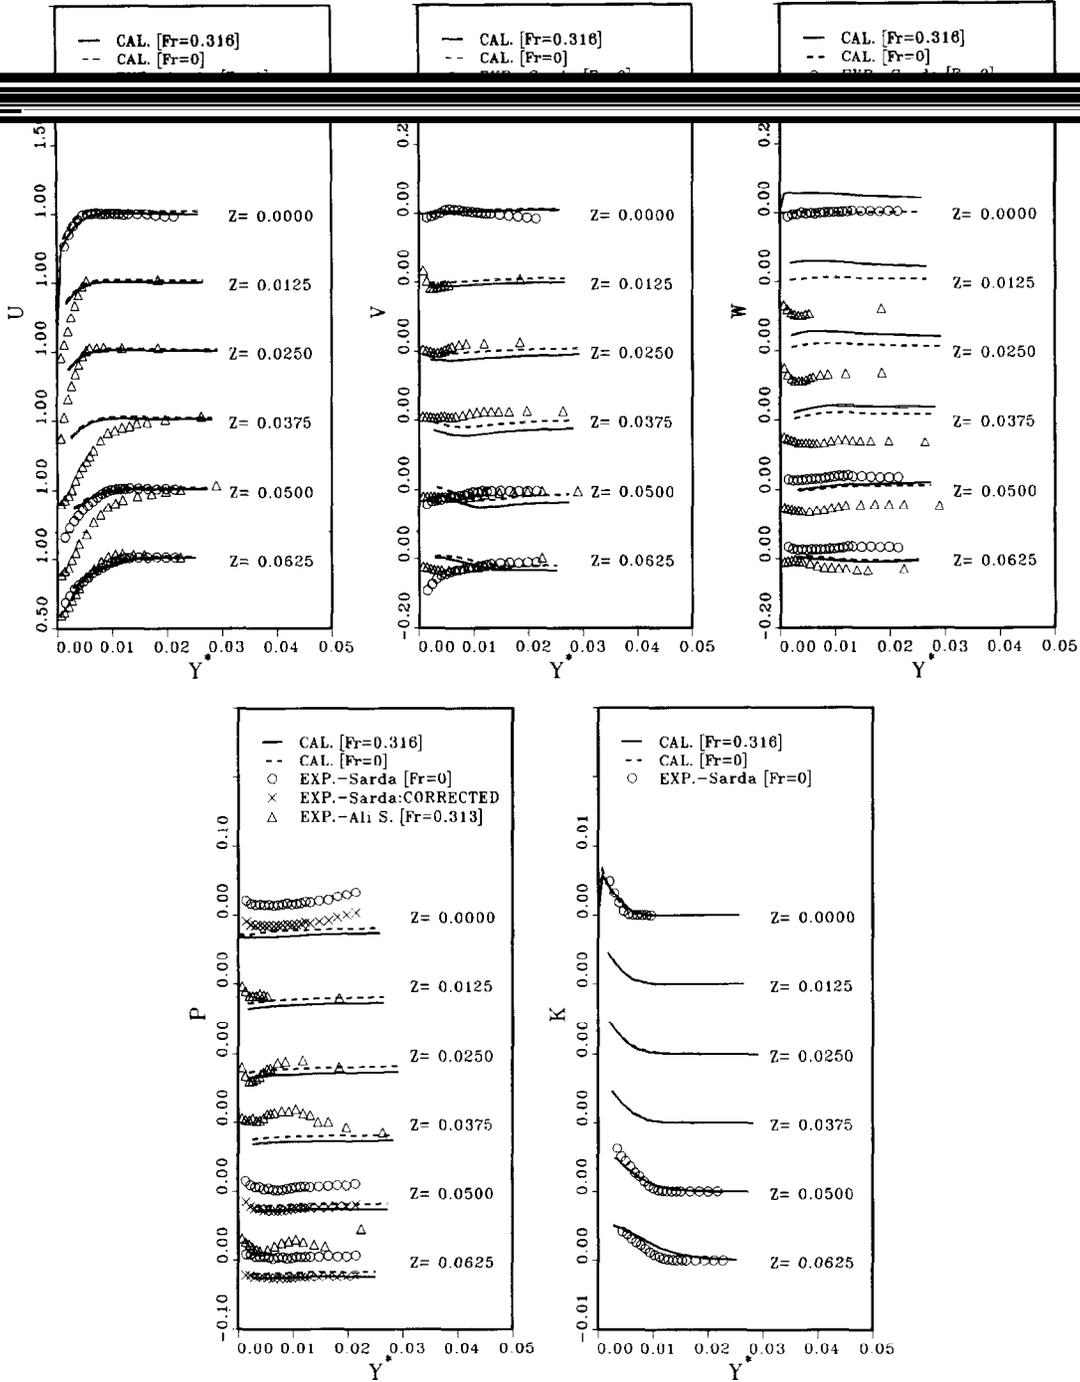 CAL. [Fr=0.316]
CAL. [Fr=0]
1.5
1.00
1.00
1.00
1.00
1.00
1.00
0.50
U
Z= 0.0000
Z= 0.0125
Z= 0.0250
Z= 0.0375
Z= 0.0500
Z= 0.0625
0.00 0.01 0.02 0.03 0.04 0.05
Y*
CAL. [Fr=0.316]
CAL. [Fr=0]
0.2
0.00
0.00
0.00
0.00
0.00
0.00
-0.20
V
Z= 0.0000
Z= 0.0125
Z= 0.0250
Z= 0.0375
Z= 0.0500
Z= 0.0625
0.00 0.01 0.02 0.03 0.04 0.05
Y*
CAL. [Fr=0.316]
CAL. [Fr=0]
0.2
0.00
0.00
0.00
0.00
0.00
0.00
-0.20
W
Z= 0.0000
Z= 0.0125
Z= 0.0250
Z= 0.0375
Z= 0.0500
Z= 0.0625
0.00 0.01 0.02 0.03 0.04 0.05
Y*
CAL. [Fr=0.316]
CAL. [Fr=0]
EXP.-Sarda [Fr=0]
EXP.-Sarda:CORRECTED
EXP.-Ali S. [Fr=0.313]
0.10
0.00
0.00
0.00
0.00
0.00
0.00
-0.10
P
Z= 0.0000
Z= 0.0125
Z= 0.0250
Z= 0.0375
Z= 0.0500
Z= 0.0625
0.00 0.01 0.02 0.03 0.04 0.05
Y*
CAL. [Fr=0.316]
CAL. [Fr=0]
EXP.-Sarda [Fr=0]
0.01
0.00
0.00
0.00
0.00
0.00
0.00
-0.01
K
Z= 0.0000
Z= 0.0125
Z= 0.0250
Z= 0.0375
Z= 0.0500
Z= 0.0625
0.00 0.01 0.02 0.03 0.04 0.05
Y*